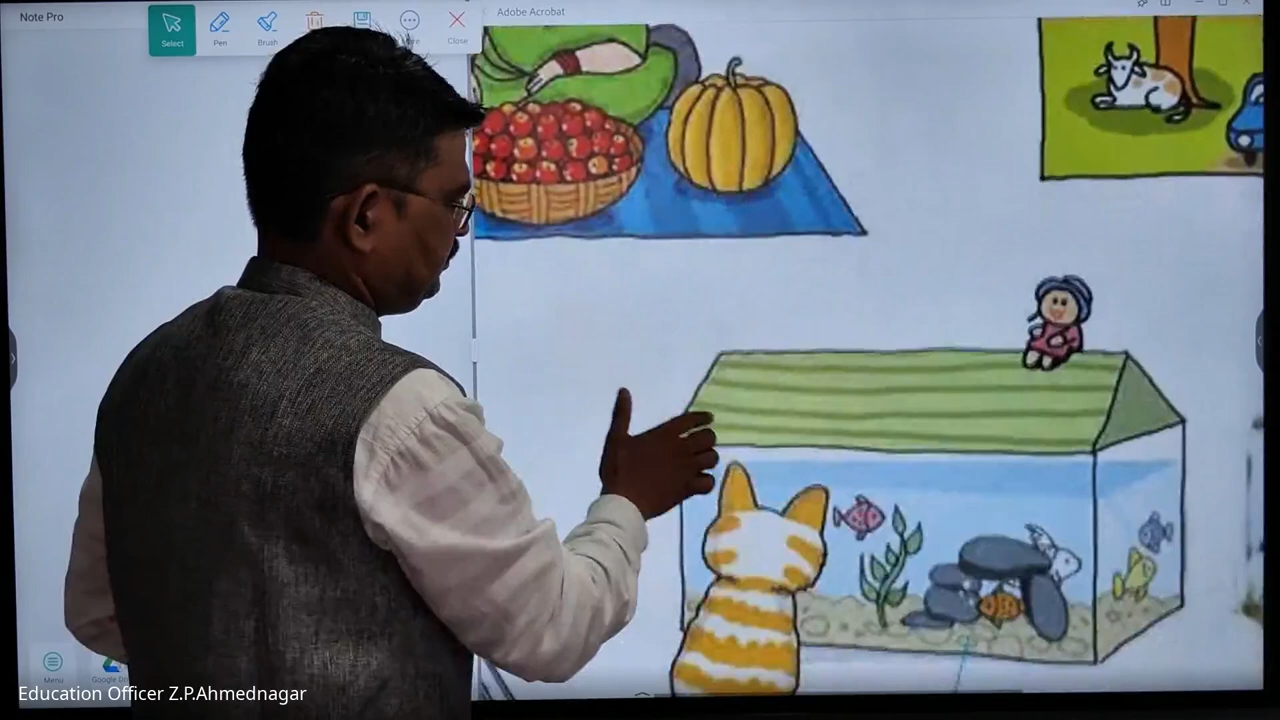 Note Pro
Select
Pen
Brush
Close
Adobe Acrobat
Menu
Education Officer Z.P.Ahmednagar